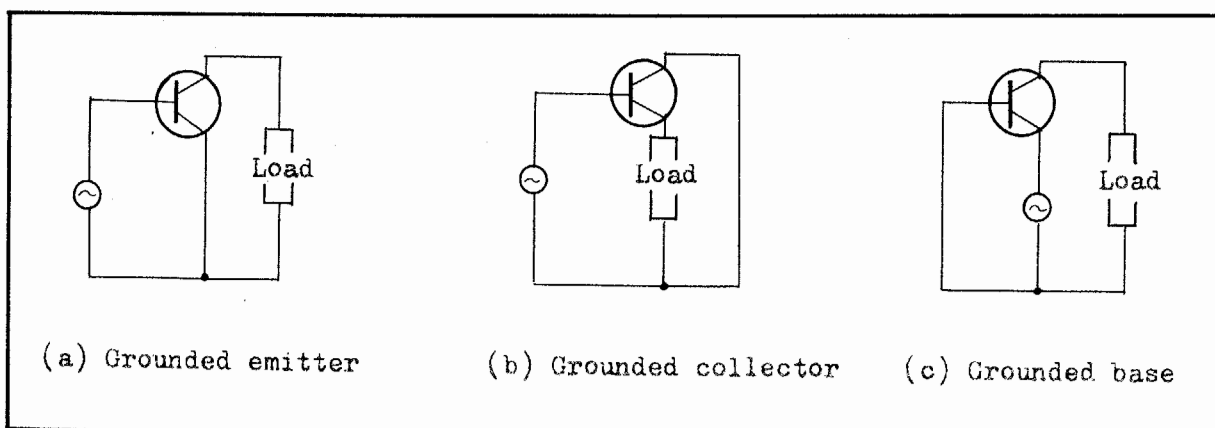 Load
Load
Load
(a) Grounded emitter
(b) Grounded collector
(c) Grounded base